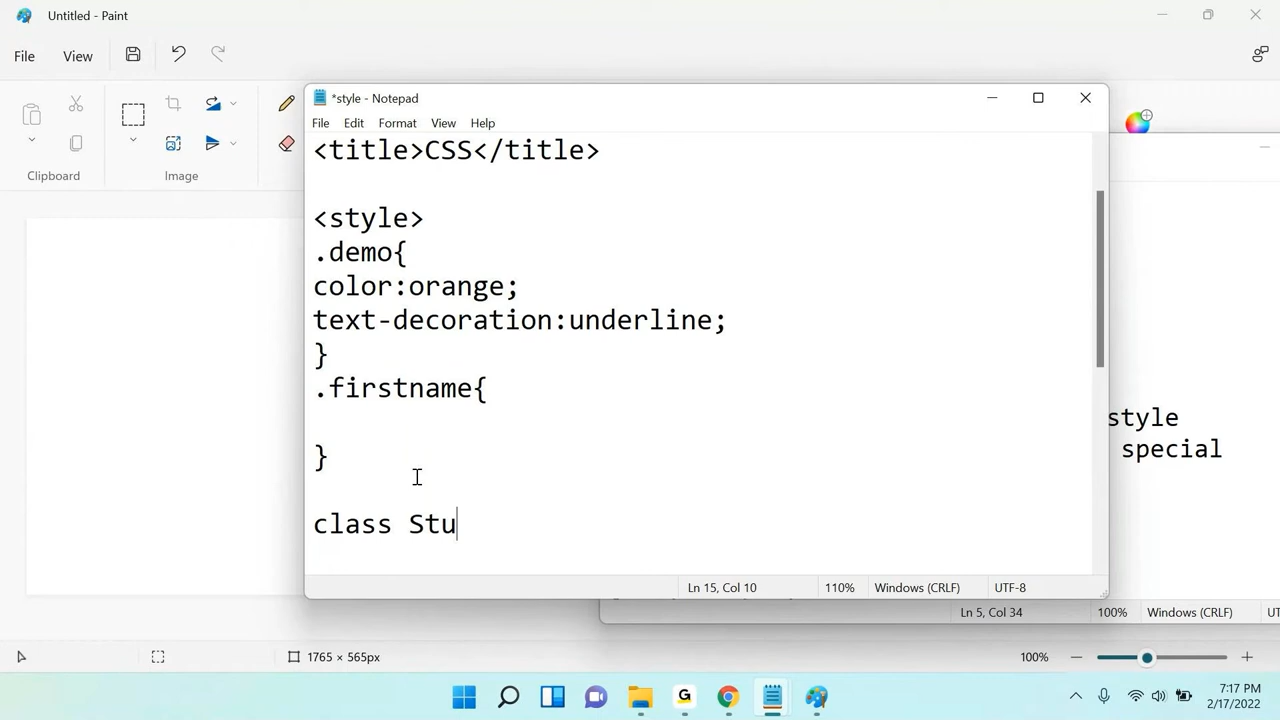 Untitled - Paint
File View
Clipboard
Image
*style - Notepad
File Edit Format View Help
<title>CSS</title>
<style>
.demo{
color:orange;
text-decoration:underline;
}
.firstname{
}
class Stu
Ln 15, Col 10 110% Windows (CRLF) UTF-8
style
special
Ln 5, Col 34 100% Windows (CRLF)
1765 × 565px
100%
G
7:17 PM
2/17/2022